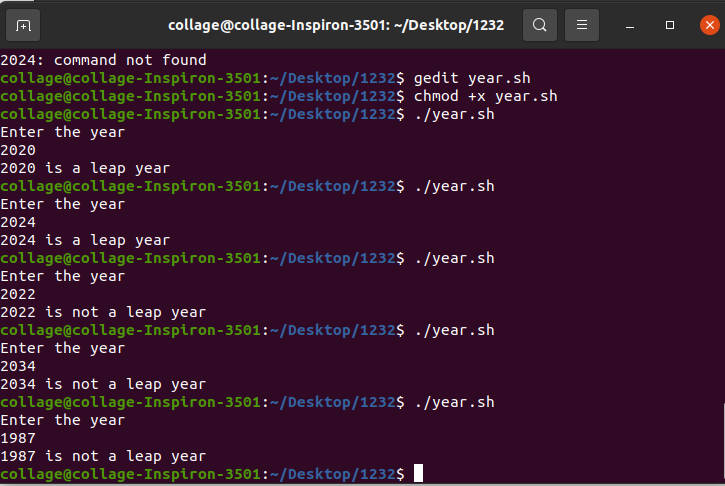 collage@collage-Inspiron-3501: ~/Desktop/1232
2024: command not found
collage@collage-Inspiron-3501:~/Desktop/1232$ gedit year.sh
collage@collage-Inspiron-3501:~/Desktop/1232$ chmod +x year.sh
collage@collage-Inspiron-3501:~/Desktop/1232$ ./year.sh
Enter the year
2020
2020 is a leap year
collage@collage-Inspiron-3501:~/Desktop/1232$ ./year.sh
Enter the year
2024
2024 is a leap year
collage@collage-Inspiron-3501:~/Desktop/1232$ ./year.sh
Enter the year
2022
2022 is not a leap year
collage@collage-Inspiron-3501:~/Desktop/1232$ ./year.sh
Enter the year
2034
2034 is not a leap year
collage@collage-Inspiron-3501:~/Desktop/1232$ ./year.sh
Enter the year
1987
1987 is not a leap year
collage@collage-Inspiron-3501:~/Desktop/1232$